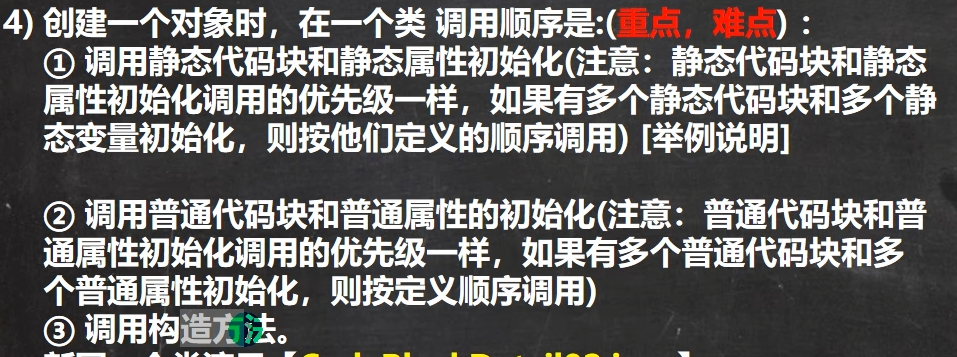 4) 创建一个对象时，在一个类 调用顺序是:(重点，难点)：
① 调用静态代码块和静态属性初始化(注意：静态代码块和静态
属性初始化调用的优先级一样，如果有多个静态代码块和多个静
态变量初始化，则按他们定义的顺序调用) [举例说明]
② 调用普通代码块和普通属性的初始化(注意：普通代码块和普
通属性初始化调用的优先级一样，如果有多个普通代码块和多
个普通属性初始化，则按定义顺序调用)
③ 调用构造方法。